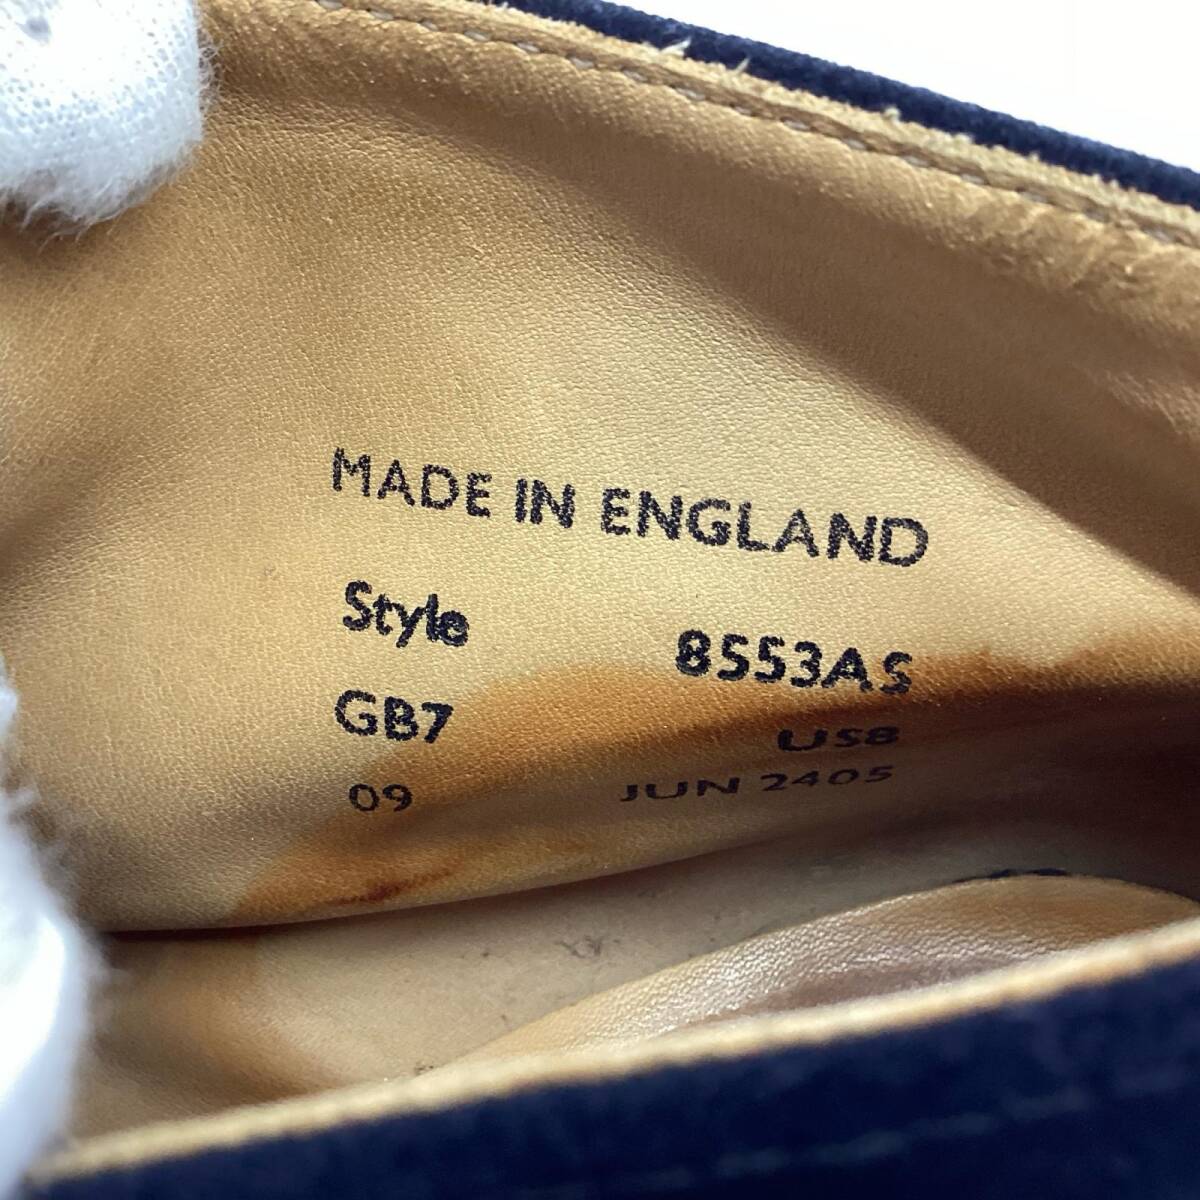 MADE IN ENGLAND
Style 8553AS
GB7 US8
09 JUN 2405